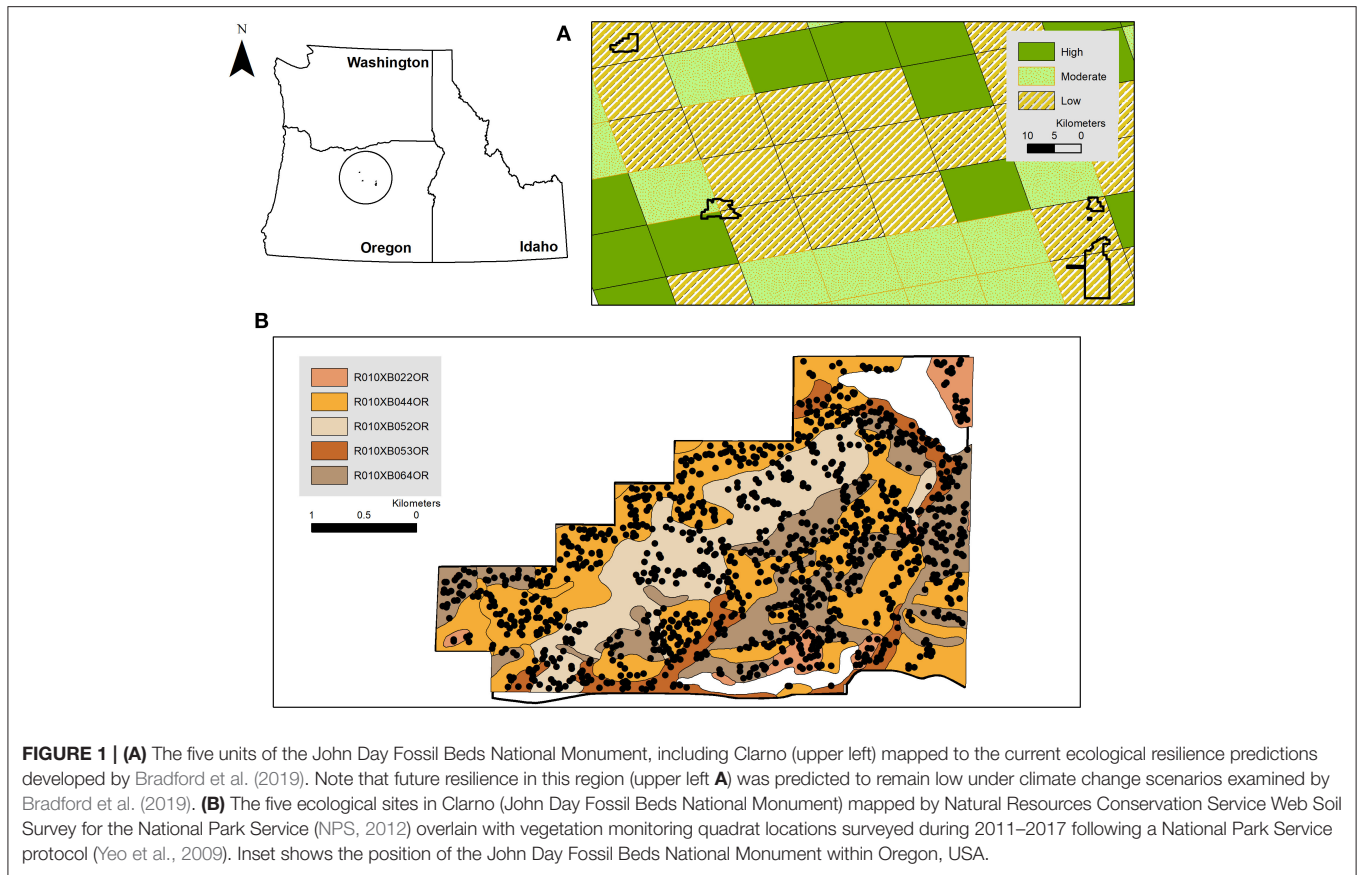 N
Washington
Oregon
Idaho
A
High
Moderate
Low
Kilometers
10 5 0
B
R010XB022OR
R010XB044OR
R010XB052OR
R010XB053OR
R010XB064OR
Kilometers
1 0.5 0
FIGURE 1 | (A) The five units of the John Day Fossil Beds National Monument, including Clarno (upper left) mapped to the current ecological resilience predictions
developed by Bradford et al. (2019). Note that future resilience in this region (upper left A) was predicted to remain low under climate change scenarios examined by
Bradford et al. (2019). (B) The five ecological sites in Clarno (John Day Fossil Beds National Monument) mapped by Natural Resources Conservation Service Web Soil
Survey for the National Park Service (NPS, 2012) overlain with vegetation monitoring quadrat locations surveyed during 2011–2017 following a National Park Service
protocol (Yeo et al., 2009). Inset shows the position of the John Day Fossil Beds National Monument within Oregon, USA.